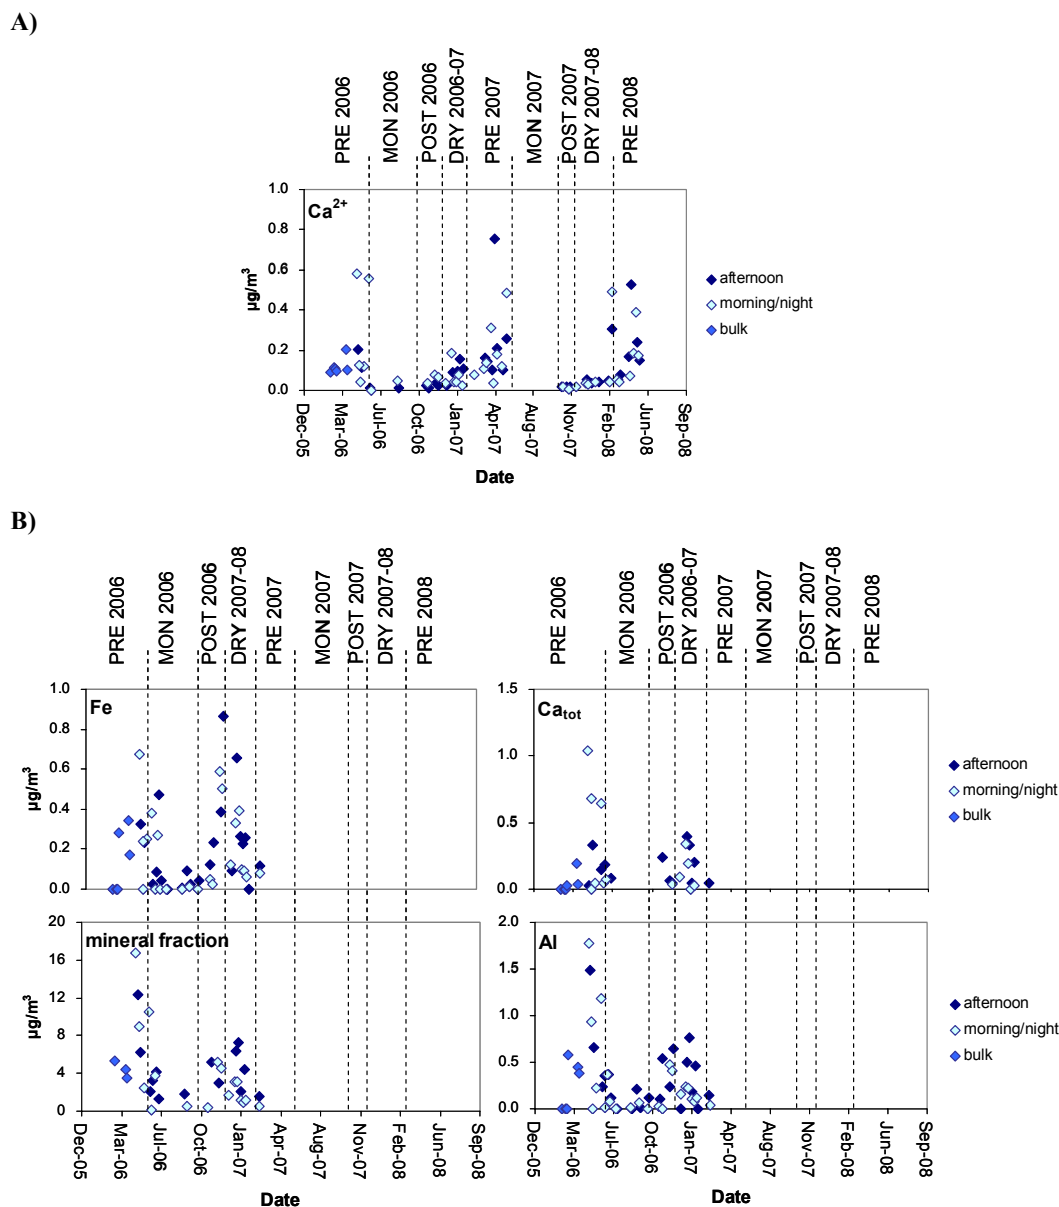 A)
PRE 2006
MON 2006
POST 2006
DRY 2006-07
PRE 2007
MON 2007
POST 2007
DRY 2007-08
PRE 2008
1.0
0.8
0.6
0.4
0.2
0.0
Ca2+
µg/m3
afternoon
morning/night
bulk
Dec-05
Mar-06
Jul-06
Oct-06
Jan-07
Apr-07
Aug-07
Nov-07
Feb-08
Jun-08
Sep-08
Date
B)
PRE 2006
MON 2006
POST 2006
DRY 2007-08
PRE 2007
MON 2007
POST 2007
DRY 2007-08
PRE 2008
1.0
0.8
0.6
0.4
0.2
0.0
Fe
µg/m3
PRE 2006
MON 2006
POST 2006
DRY 2006-07
PRE 2007
MON 2007
POST 2007
DRY 2007-08
PRE 2008
1.5
1.0
0.5
0.0
Catot
afternoon
morning/night
bulk
20
16
12
8
4
0
mineral fraction
µg/m3
Dec-05
Mar-06
Jul-06
Oct-06
Jan-07
Apr-07
Aug-07
Nov-07
Feb-08
Jun-08
Sep-08
Date
2.0
1.5
1.0
0.5
0.0
Al
afternoon
morning/night
bulk
Dec-05
Mar-06
Jul-06
Oct-06
Jan-07
Apr-07
Aug-07
Nov-07
Feb-08
Jun-08
Sep-08
Date